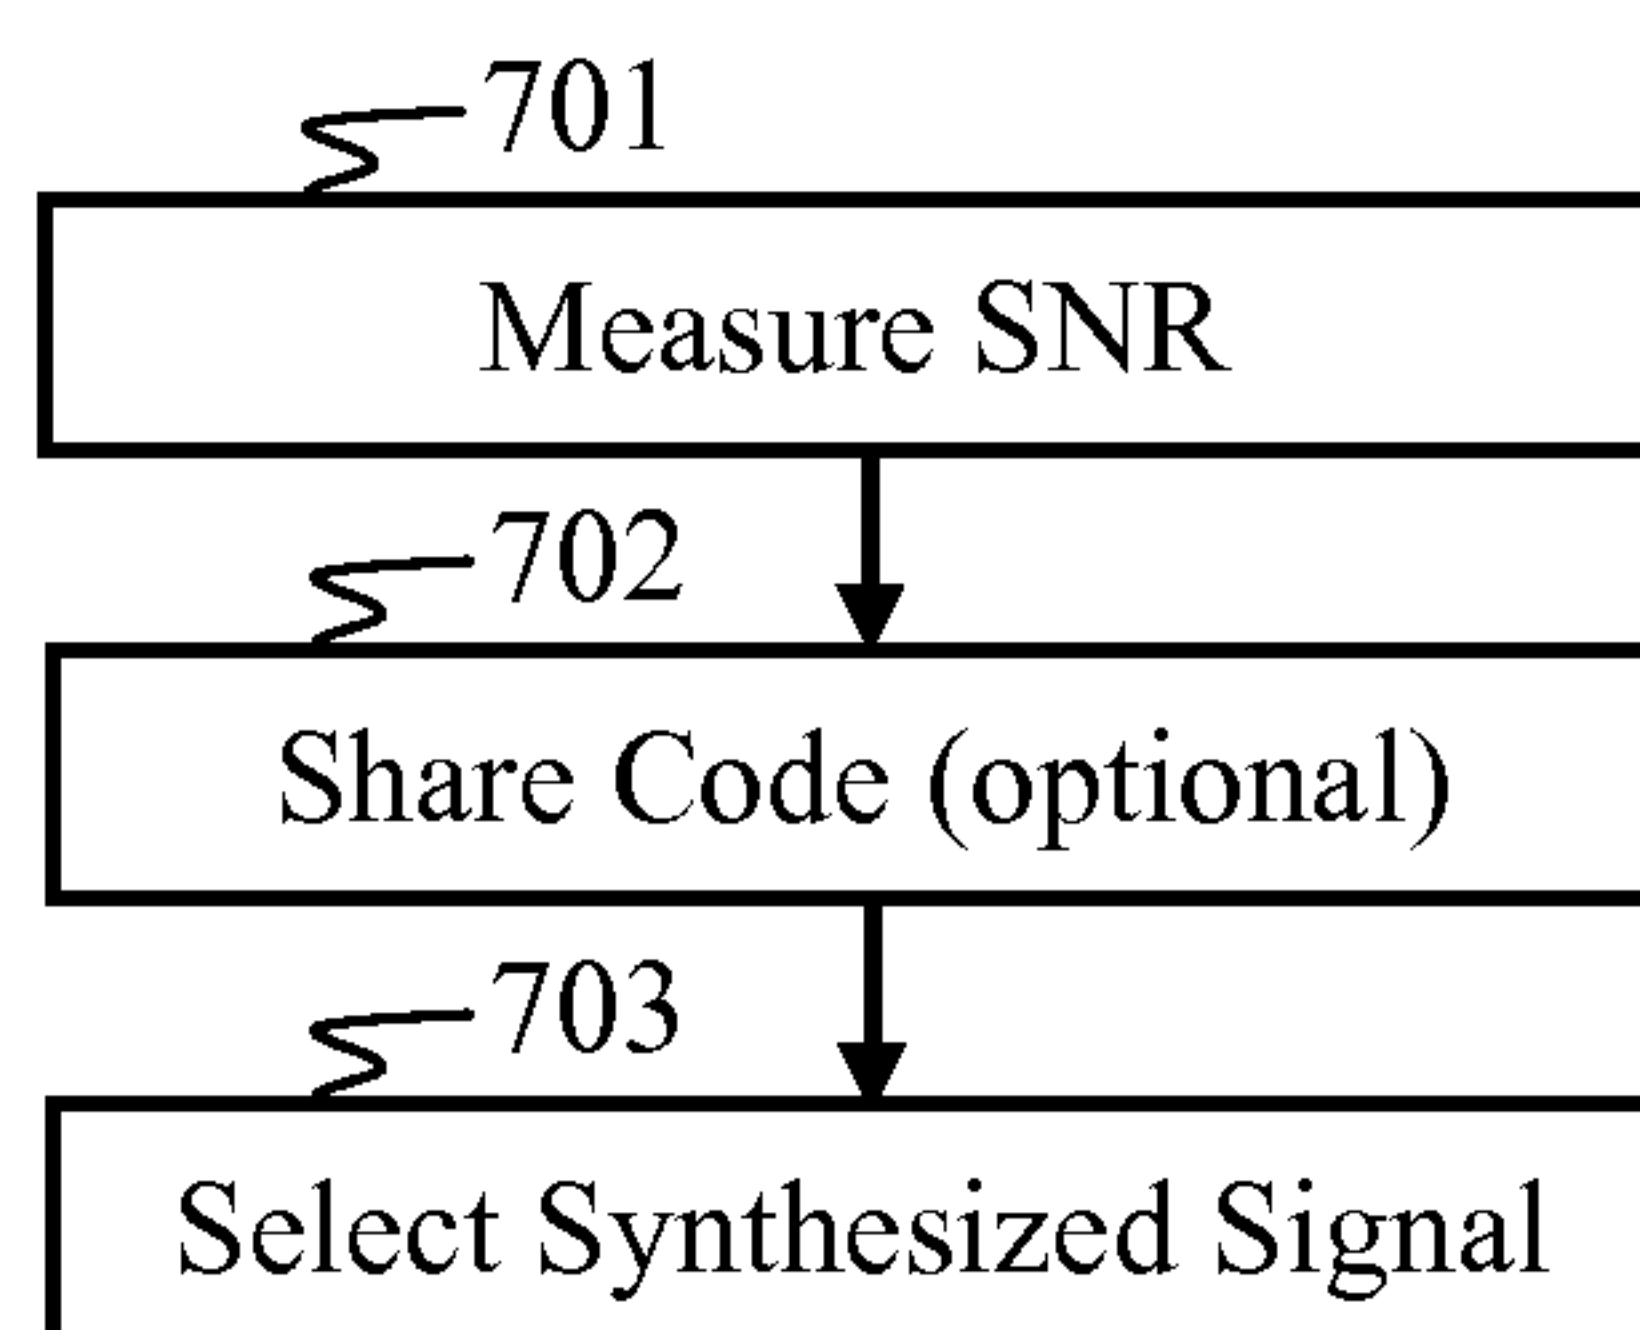 701
Measure SNR
702
Share Code (optional)
703
Select Synthesized Signal